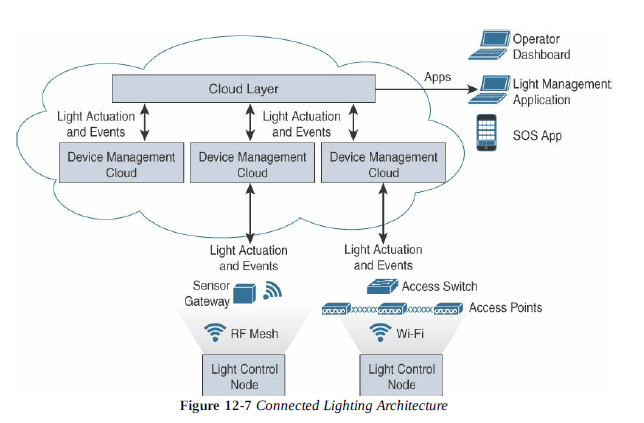 Operator
Dashboard
Cloud Layer
Apps
Light Management
Application
Light Actuation
and Events
Light Actuation
and Events
SOS App
Device Management
Cloud
Device Management
Cloud
Device Management
Cloud
Light Actuation
and Events
Light Actuation
and Events
Sensor
Gateway
Access Switch
Access Points
RF Mesh
Wi-Fi
Light Control
Node
Light Control
Node
Figure 12-7 Connected Lighting Architecture